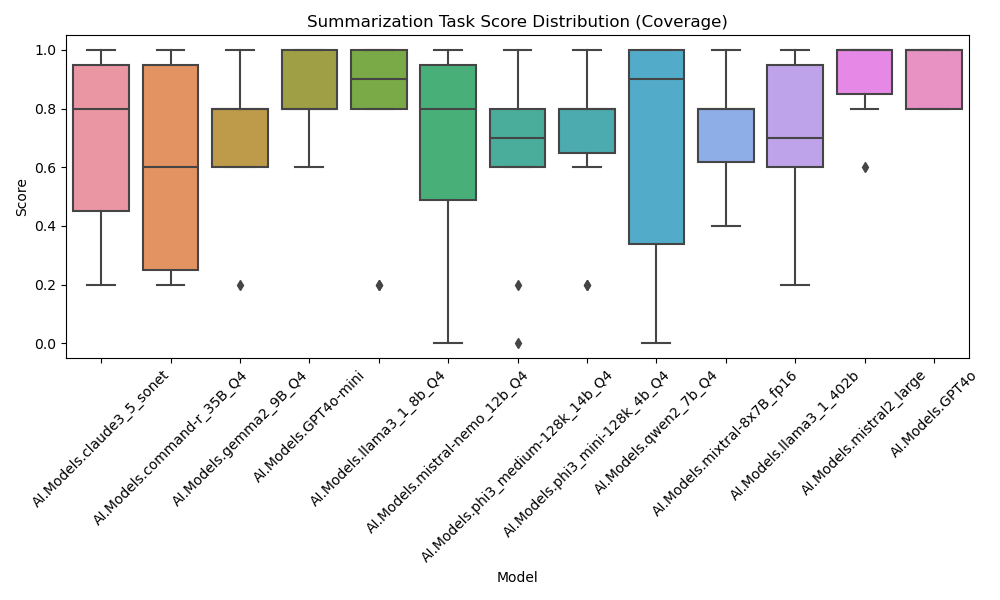 Summarization Task Score Distribution (Coverage)
Score
1.0
0.8
0.6
0.4
0.2
0.0
AI.Models.claude3_5_sonet
AI.Models.command-r_35B_Q4
AI.Models.gemma2_9B_Q4
AI.Models.GPT4o-mini
AI.Models.llama3_1_8b_Q4
AI.Models.mistral-nemo_12b_Q4
AI.Models.phi3_medium-128k_14b_Q4
AI.Models.phi3_mini-128k_4b_Q4
AI.Models.qwen2_7b_Q4
AI.Models.mixtral-8x7B_fp16
AI.Models.llama3_1_402b
AI.Models.mistral2_large
AI.Models.GPT4o
Model